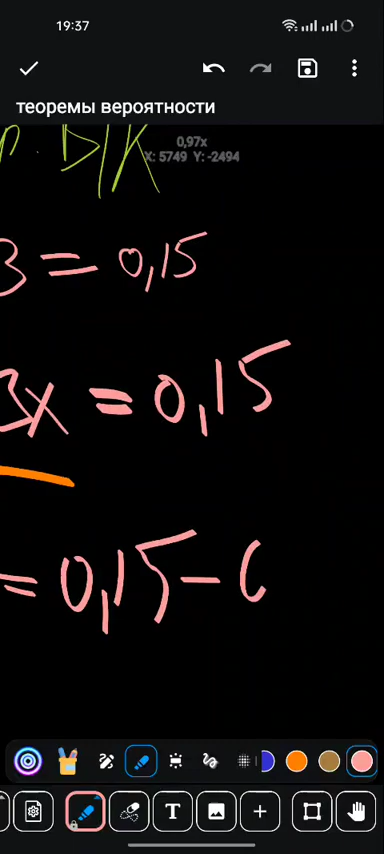 19:37
теоремы вероятности
0,97x
X: 5749 Y: -2494
р. В/К
3 = 0,15
3x = 0,15
= 0,15 - 0
T